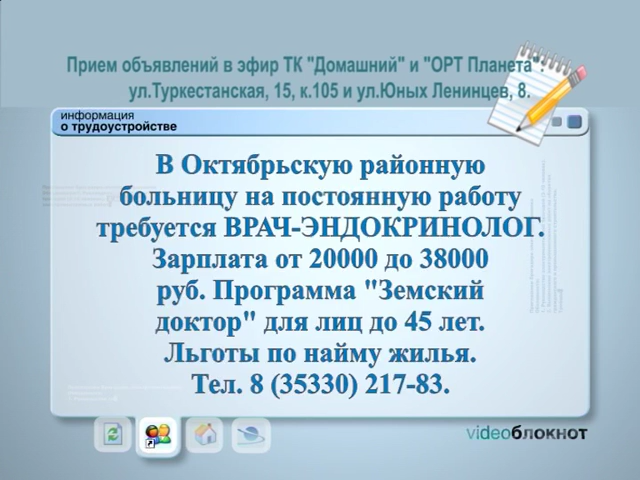 Прием объявлений в эфир ТК "Домашний" и "ОРТ Планета":
ул.Туркестанская, 15, к.105 и ул.Юных Ленинцев, 8.
информация
о трудоустройстве
В Октябрьскую районную
больницу на постоянную работу
требуется ВРАЧ-ЭНДОКРИНОЛОГ.
Зарплата от 20000 до 38000
руб. Программа "Земский
доктор" для лиц до 45 лет.
Льготы по найму жилья.
Тел. 8 (35330) 217-83.
videoблокнот